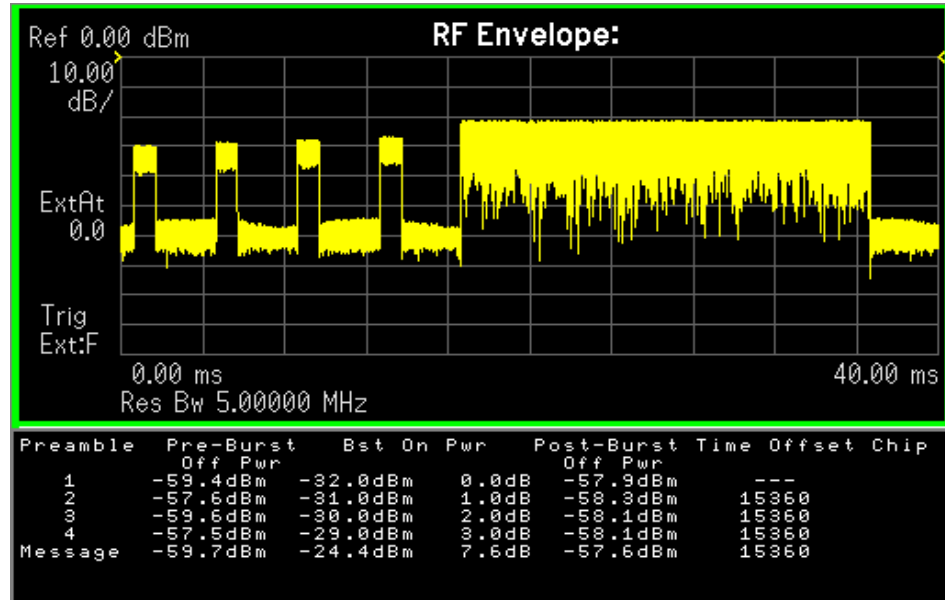 Ref 0.00 dBm
RF Envelope:
10.00
dB/
ExtAt
0.0
Trig
Ext:F
0.00 ms
40.00 ms
Res Bw 5.00000 MHz
Preamble Pre-Burst Bst On Pwr Post-Burst Time Offset Chip
Off Pwr Off Pwr
1 -59.4dBm -32.0dBm 0.0dB -57.9dBm ---
2 -57.6dBm -31.0dBm 1.0dB -58.3dBm 15360
3 -59.6dBm -30.0dBm 2.0dB -58.1dBm 15360
4 -57.5dBm -29.0dBm 3.0dB -58.1dBm 15360
Message -59.7dBm -24.4dBm 7.6dB -57.6dBm 15360